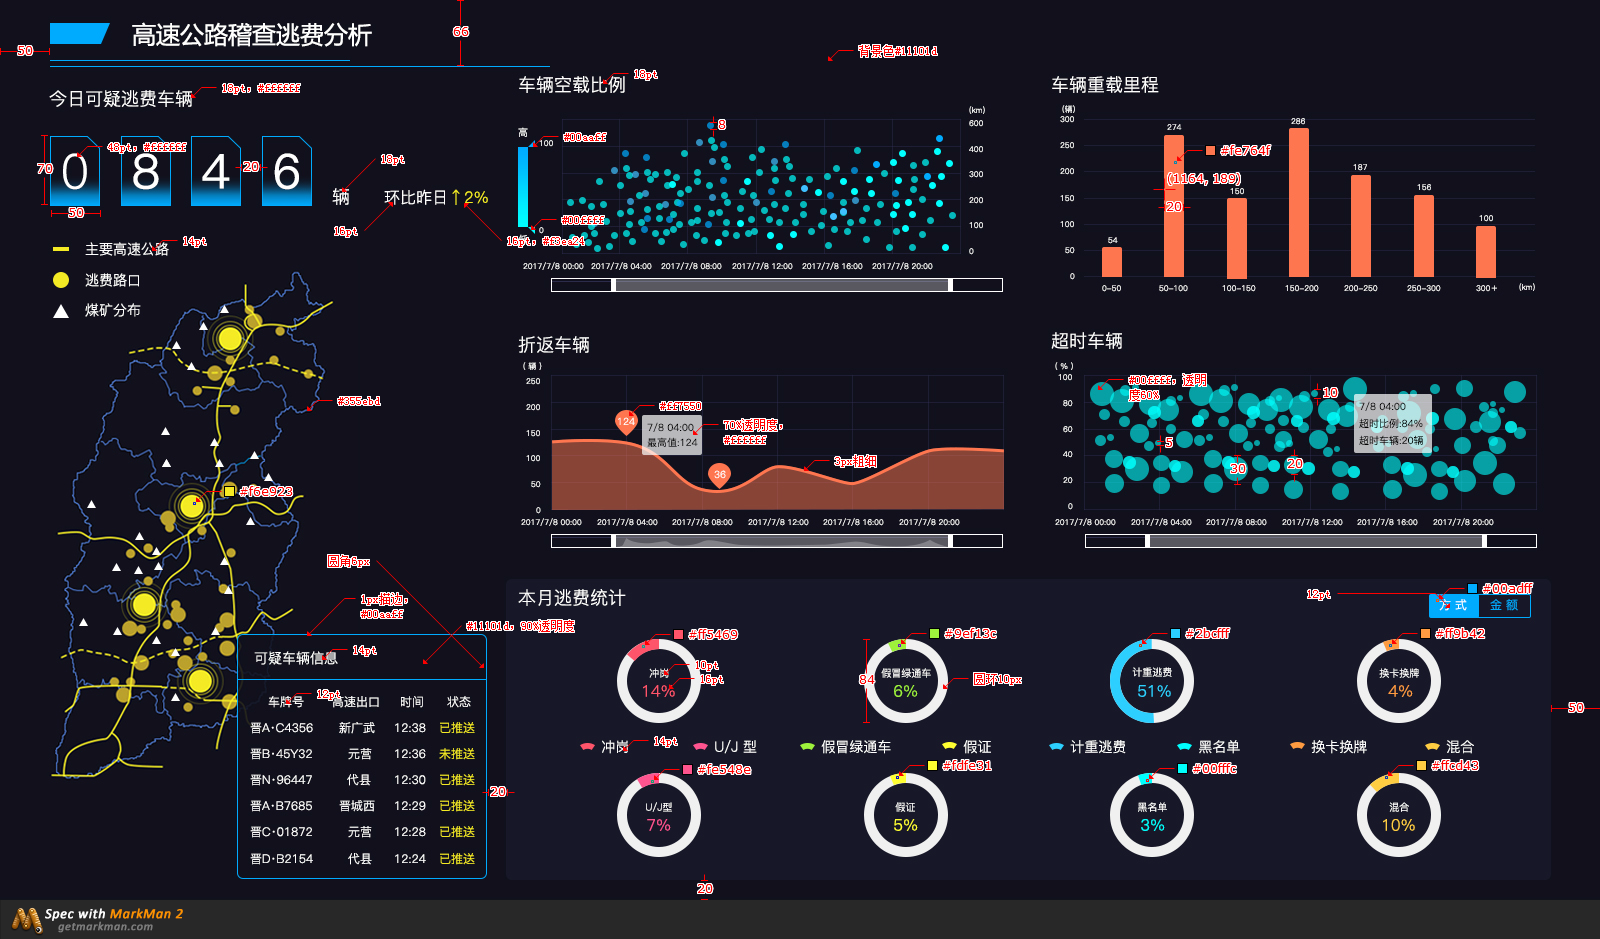 高速公路稽查逃费分析
66
50
背景色#11101d
今日可疑逃费车辆
18pt, #ffffff
0 8 4 6
48pt, #ffffff
70
20
50
辆
18pt
环比昨日↑2%
16pt
18pt, #f3ea24
主要高速公路
14pt
逃费路口
煤矿分布
#355ebd
#f6e923
圆角6px
1px描边,
#00aaff
#11101d, 90%透明度
可疑车辆信息
14pt
12pt
车牌号 高速出口 时间 状态
晋A·C4356 新广武 12:38 已推送
晋B·45Y32 元营 12:36 未推送
晋N·96447 代县 12:30 已推送
晋A·B7685 晋城西 12:29 已推送
晋C·01872 元营 12:28 已推送
晋D·B2154 代县 12:24 已推送
20
车辆空载比例
18pt
高
#00aaff
100
#00ffff
0
8
(km)
600
400
300
200
100
0
2017/7/8 00:00 2017/7/8 04:00 2017/7/8 08:00 2017/7/8 12:00 2017/7/8 16:00 2017/7/8 20:00
车辆重载里程
(辆)
300
250
200
150
100
50
0
54
274
150
286
187
156
100
#fe764f
(1164, 189)
20
0-50 50-100 100-150 150-200 200-250 250-300 300+ (km)
折返车辆
(辆)
250
200
150
100
50
0
124
#ff7550
7/8 04:00
最高值:124
70%透明度,
#ffffff
36
3px粗细
2017/7/8 00:00 2017/7/8 04:00 2017/7/8 08:00 2017/7/8 12:00 2017/7/8 16:00 2017/7/8 20:00
超时车辆
(%)
100
80
60
40
20
0
#00ffff, 透明
度60%
10
5
30
20
7/8 04:00
超时比例:84%
超时车辆:20辆
2017/7/8 00:00 2017/7/8 04:00 2017/7/8 08:00 2017/7/8 12:00 2017/7/8 16:00 2017/7/8 20:00
本月逃费统计
12pt
#00adff
方式 金额
#ff5469
冲岗
14%
10pt
16pt
84
#9ef13c
假冒绿通车
6%
圆环10px
#2bdfff
计重逃费
51%
#ff9b42
换卡换牌
4%
50
冲岗 14pt U/J 型 假冒绿通车 假证 计重逃费 黑名单 换卡换牌 混合
#fe548e
U/J型
7%
#fdfe31
假证
5%
#00fffc
黑名单
3%
#ffcd43
混合
10%
20
Spec with MarkMan 2
getmarkman.com